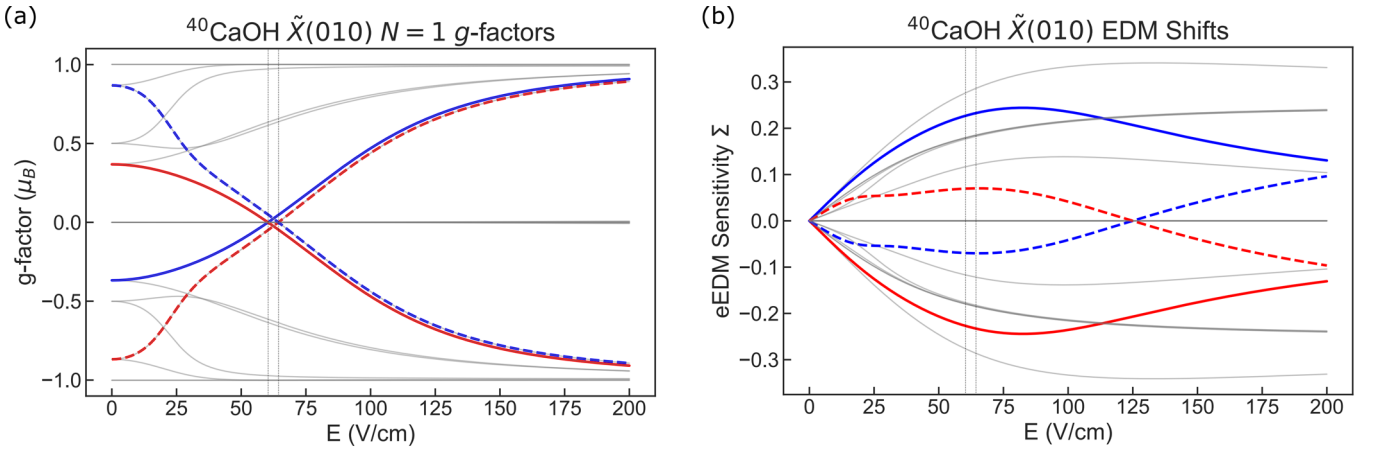 (a)
⁴⁰CaOH X̃(010) N = 1 g-factors
g-factor (μ_B)
1.0
0.5
0.0
−0.5
−1.0
0 25 50 75 100 125 150 175 200
E (V/cm)
(b)
⁴⁰CaOH X̃(010) EDM Shifts
eEDM Sensitivity Σ
0.3
0.2
0.1
0.0
−0.1
−0.2
−0.3
0 25 50 75 100 125 150 175 200
E (V/cm)